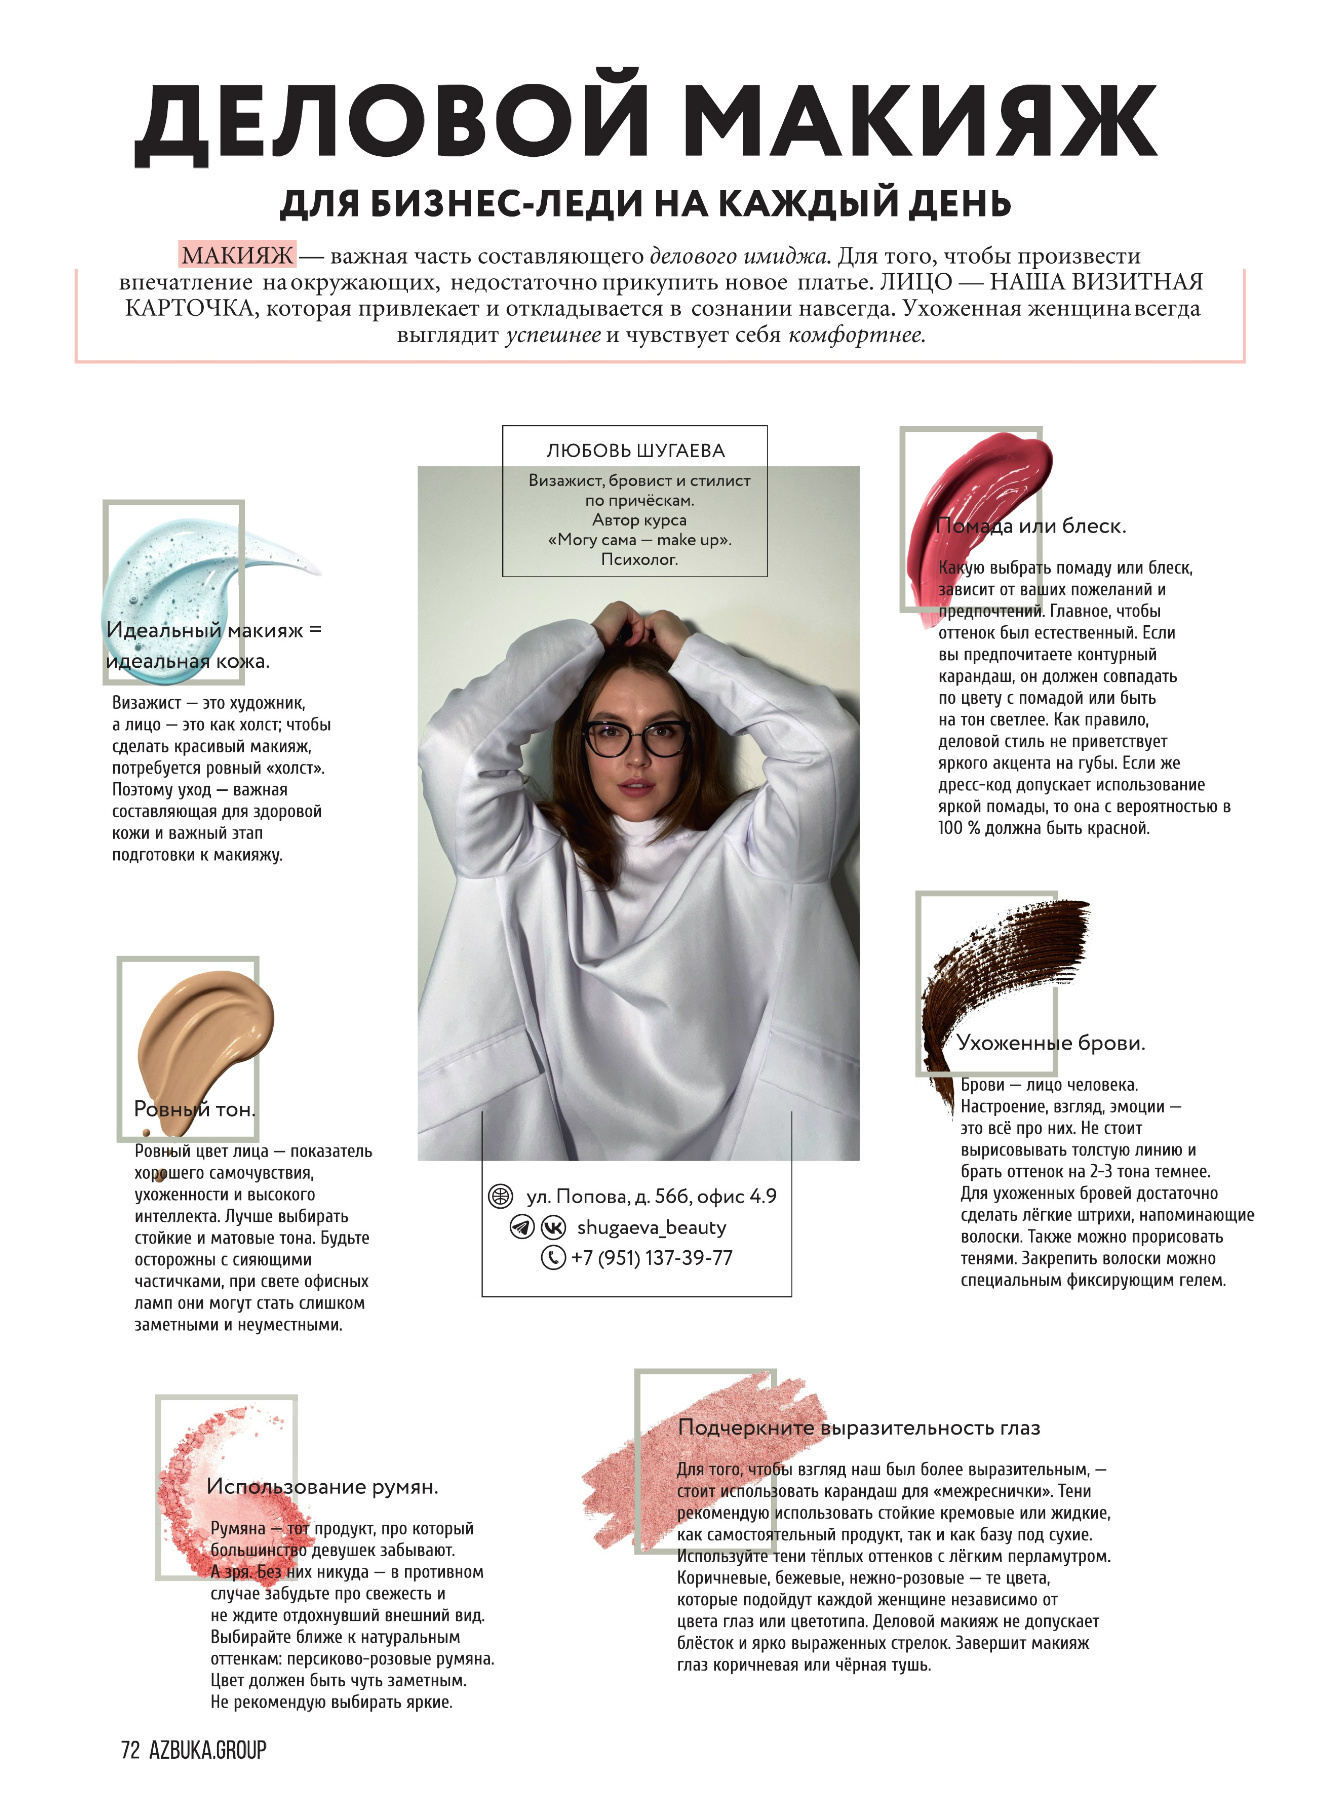 ДЕЛОВОЙ МАКИЯЖ
ДЛЯ БИЗНЕС-ЛЕДИ НА КАЖДЫЙ ДЕНЬ
МАКИЯЖ — важная часть составляющего делового имиджа. Для того, чтобы произвести
впечатление на окружающих, недостаточно прикупить новое платье. ЛИЦО — НАША ВИЗИТНАЯ
КАРТОЧКА, которая привлекает и откладывается в сознании навсегда. Ухоженная женщина всегда
выглядит успешнее и чувствует себя комфортнее.
ЛЮБОВЬ ШУГАЕВА
Визажист, бровист и стилист
по причёскам.
Автор курса
«Могу сама — make up».
Психолог.
Идеальный макияж =
идеальная кожа.
Визажист — это художник,
а лицо — это как холст; чтобы
сделать красивый макияж,
потребуется ровный «холст».
Поэтому уход — важная
составляющая для здоровой
кожи и важный этап
подготовки к макияжу.
Помада или блеск.
Какую выбрать помаду или блеск,
зависит от ваших пожеланий и
предпочтений. Главное, чтобы
оттенок был естественный. Если
вы предпочитаете контурный
карандаш, он должен совпадать
по цвету с помадой или быть
на тон светлее. Как правило,
деловой стиль не приветствует
яркого акцента на губы. Если же
дресс-код допускает использование
яркой помады, то она с вероятностью в
100 % должна быть красной.
Ровный тон.
Ровный цвет лица — показатель
хорошего самочувствия,
ухоженности и высокого
интеллекта. Лучше выбирать
стойкие и матовые тона. Будьте
осторожны с сияющими
частичками, при свете офисных
ламп они могут стать слишком
заметными и неуместными.
Ухоженные брови.
Брови — лицо человека.
Настроение, взгляд, эмоции —
это всё про них. Не стоит
вырисовывать толстую линию и
брать оттенок на 2-3 тона темнее.
Для ухоженных бровей достаточно
сделать лёгкие штрихи, напоминающие
волоски. Также можно прорисовать
тенями. Закрепить волоски можно
специальным фиксирующим гелем.
ул. Попова, д. 56б, офис 4.9
shugaeva_beauty
+7 (951) 137-39-77
Использование румян.
Румяна — тот продукт, про который
большинство девушек забывают.
А зря. Без них никуда — в противном
случае забудьте про свежесть и
не ждите отдохнувший внешний вид.
Выбирайте ближе к натуральным
оттенкам: персиково-розовые румяна.
Цвет должен быть чуть заметным.
Не рекомендую выбирать яркие.
Подчеркните выразительность глаз
Для того, чтобы взгляд наш был более выразительным, —
стоит использовать карандаш для «межреснички». Тени
рекомендую использовать стойкие кремовые или жидкие,
как самостоятельный продукт, так и как базу под сухие.
Используйте тени тёплых оттенков с лёгким перламутром.
Коричневые, бежевые, нежно-розовые — те цвета,
которые подойдут каждой женщине независимо от
цвета глаз или цветотипа. Деловой макияж не допускает
блёсток и ярко выраженных стрелок. Завершит макияж
глаз коричневая или чёрная тушь.
72 AZBUKA.GROUP